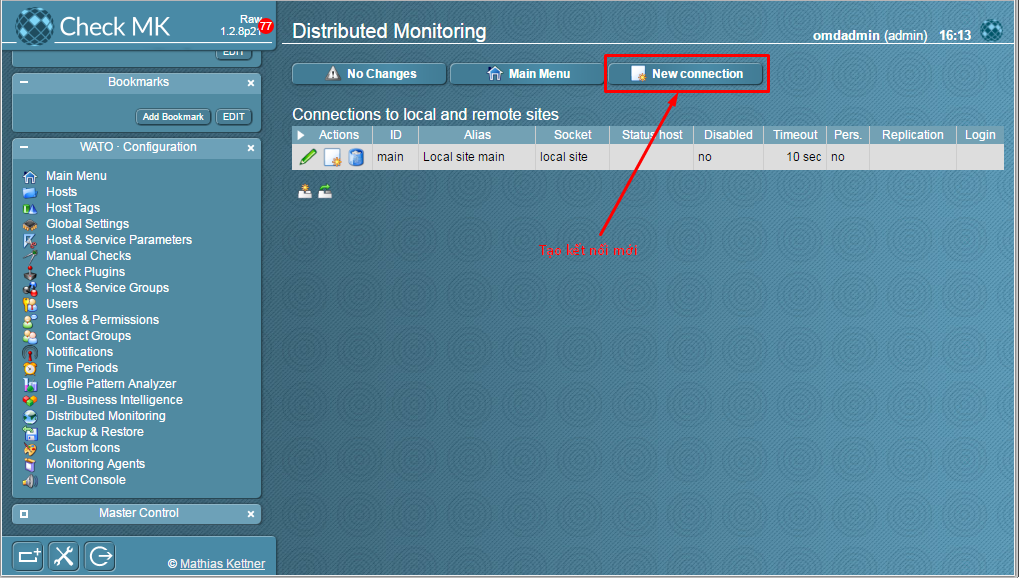 Check MK
Raw
1.2.8p2
77
EDIT
Bookmarks
Add Bookmark
EDIT
WATO · Configuration
Main Menu
Hosts
Host Tags
Global Settings
Host & Service Parameters
Manual Checks
Check Plugins
Host & Service Groups
Users
Roles & Permissions
Contact Groups
Notifications
Time Periods
Logfile Pattern Analyzer
BI - Business Intelligence
Distributed Monitoring
Backup & Restore
Custom Icons
Monitoring Agents
Event Console
Master Control
© Mathias Kettner
Distributed Monitoring
omdadmin (admin) 16:13
No Changes Main Menu New connection
Connections to local and remote sites
Actions ID Alias Socket Status host Disabled Timeout Pers. Replication Login
main Local site main local site no 10 sec no
Tạo kết nối mới